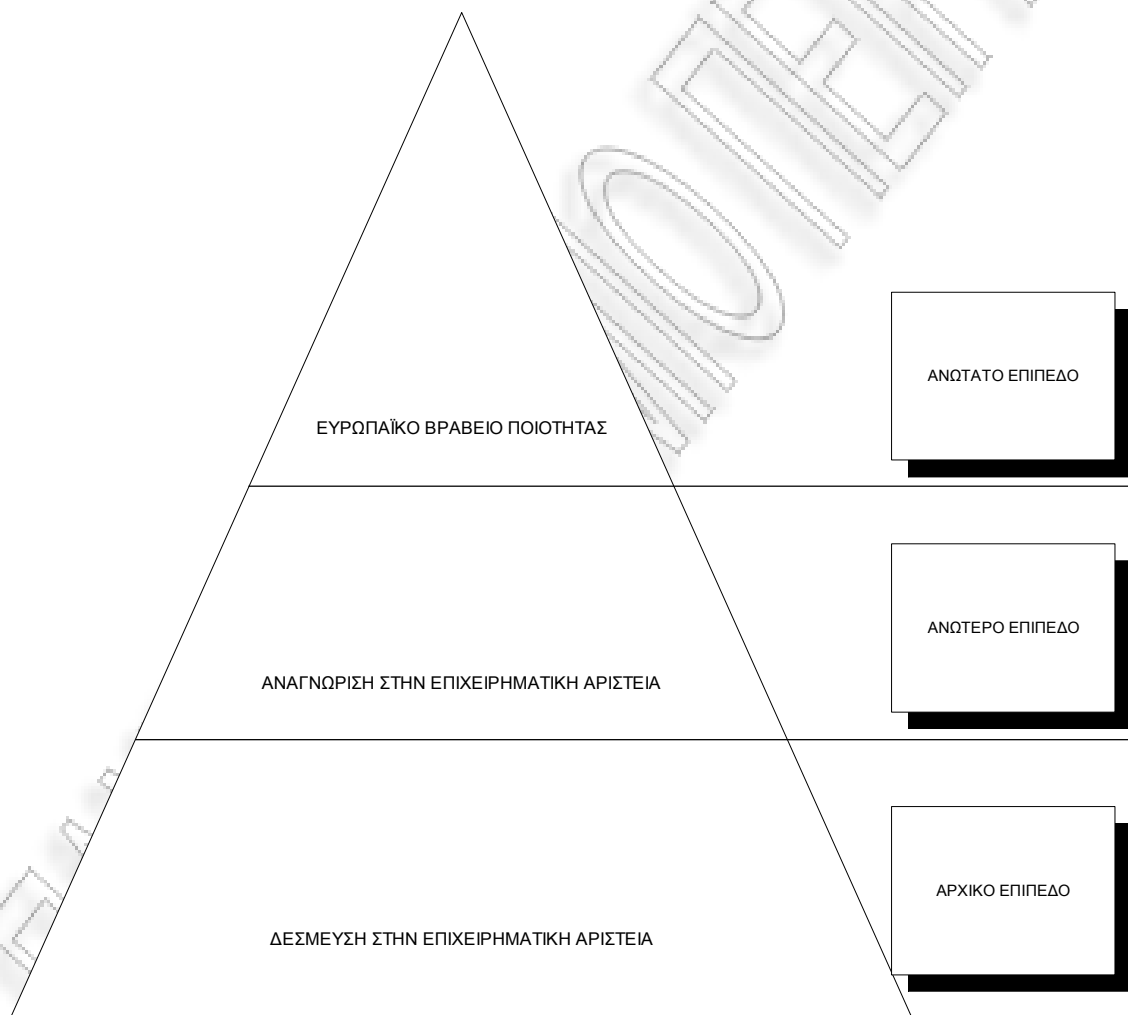 ΕΥΡΩΠΑΪΚΟ ΒΡΑΒΕΙΟ ΠΟΙΟΤΗΤΑΣ
ΑΝΩΤΑΤΟ ΕΠΙΠΕΔΟ
ΑΝΑΓΝΩΡΙΣΗ ΣΤΗΝ ΕΠΙΧΕΙΡΗΜΑΤΙΚΗ ΑΡΙΣΤΕΙΑ
ΑΝΩΤΕΡΟ ΕΠΙΠΕΔΟ
ΔΕΣΜΕΥΣΗ ΣΤΗΝ ΕΠΙΧΕΙΡΗΜΑΤΙΚΗ ΑΡΙΣΤΕΙΑ
ΑΡΧΙΚΟ ΕΠΙΠΕΔΟ